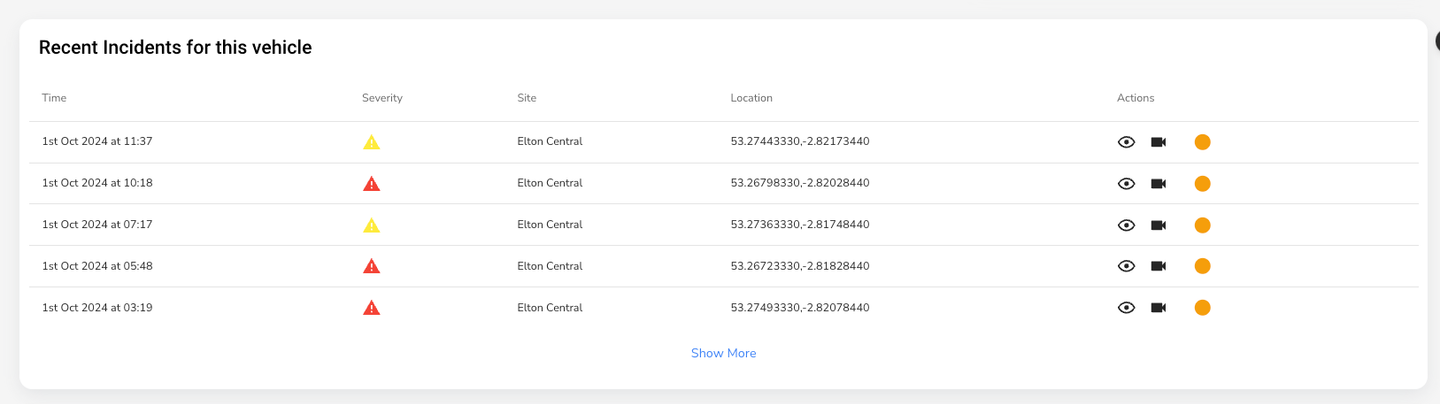 Recent Incidents for this vehicle
Time Severity Site Location Actions
1st Oct 2024 at 11:37 Elton Central 53.27443330,-2.82173440
1st Oct 2024 at 10:18 Elton Central 53.26798330,-2.82028440
1st Oct 2024 at 07:17 Elton Central 53.27363330,-2.81748440
1st Oct 2024 at 05:48 Elton Central 53.26723330,-2.81828440
1st Oct 2024 at 03:19 Elton Central 53.27493330,-2.82078440
Show More